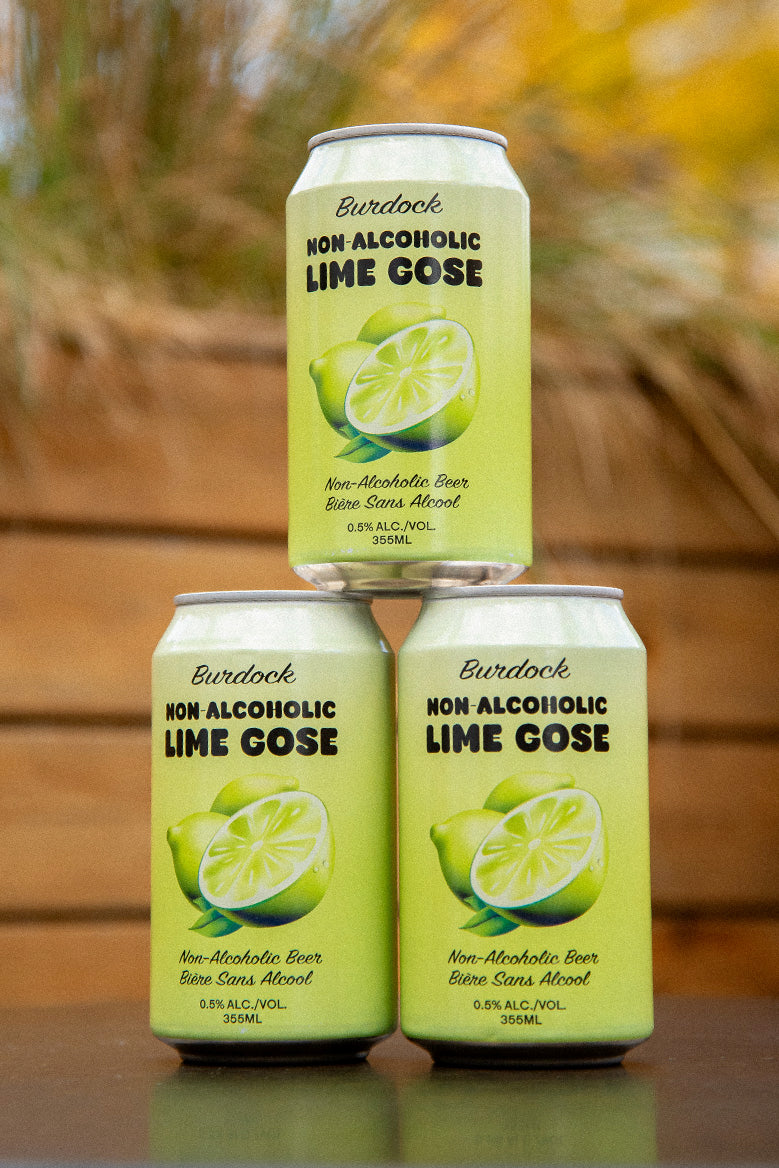 Burdock
NON-ALCOHOLIC
LIME GOSE
Non-Alcoholic Beer
Bière Sans Alcool
0.5% ALC./VOL.
355ML
Burdock
NON-ALCOHOLIC
LIME GOSE
Non-Alcoholic Beer
Bière Sans Alcool
0.5% ALC./VOL.
355ML
Burdock
NON-ALCOHOLIC
LIME GOSE
Non-Alcoholic Beer
Bière Sans Alcool
0.5% ALC./VOL.
355ML